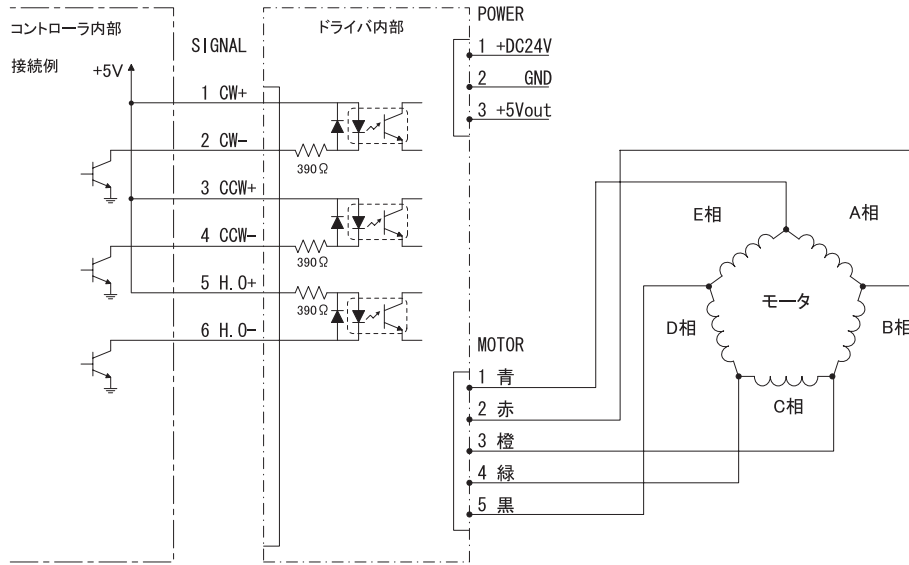 コントローラ内部
接続例
+5V
SIGNAL
ドライバ内部
1 CW+
2 CW-
390Ω
3 CCW+
4 CCW-
390Ω
5 H.O+
390Ω
6 H.O-
POWER
1 +DC24V
2 GND
3 +5Vout
MOTOR
1 青
2 赤
3 橙
4 緑
5 黒
E相
A相
モータ
D相
B相
C相